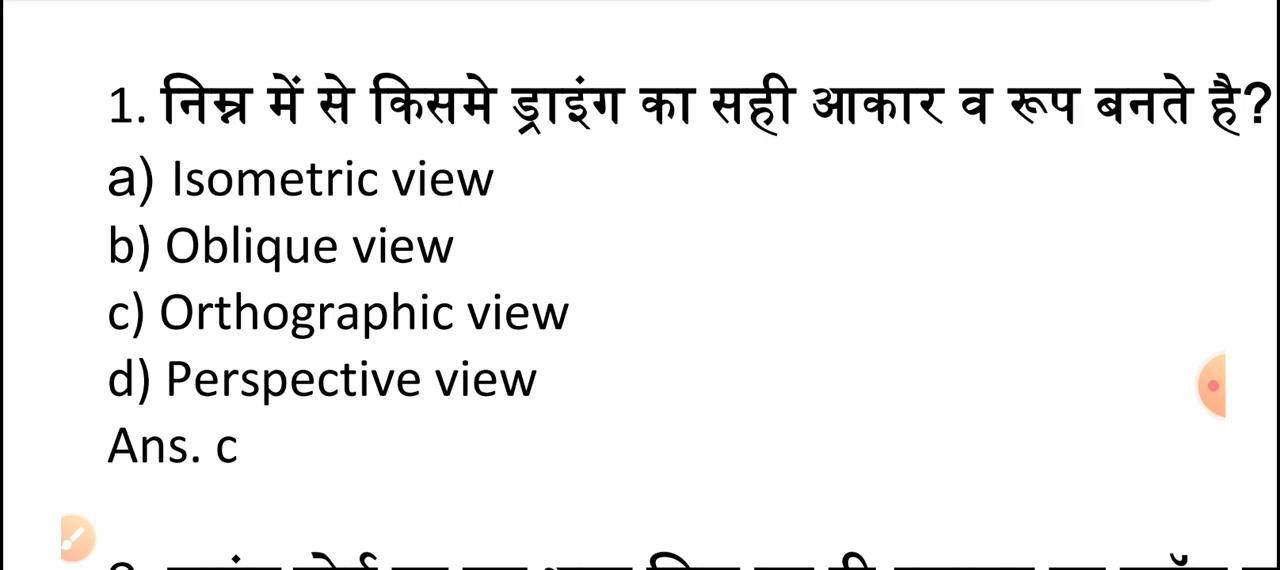 1. निम्न में से किसमे ड्राइंग का सही आकार व रूप बनते है?
a) Isometric view
b) Oblique view
c) Orthographic view
d) Perspective view
Ans. c